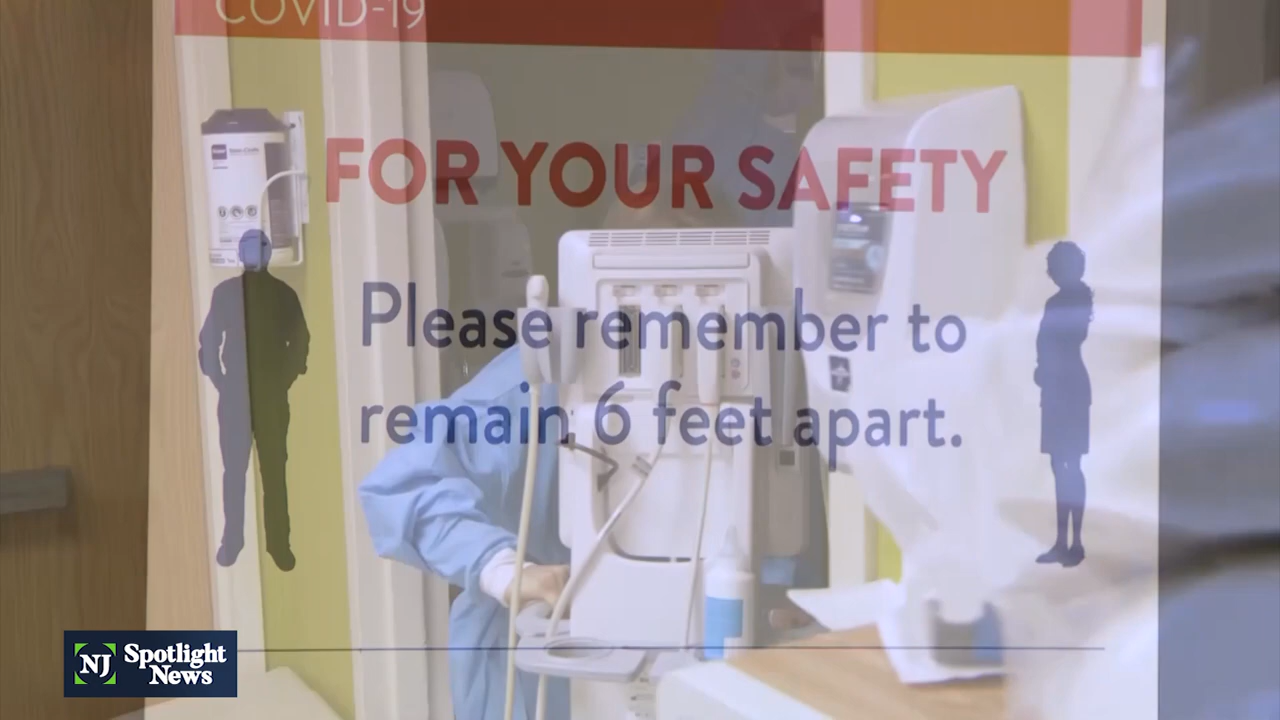 COVID-19
FOR YOUR SAFETY
Please remember to
remain 6 feet apart.
NJ Spotlight
News